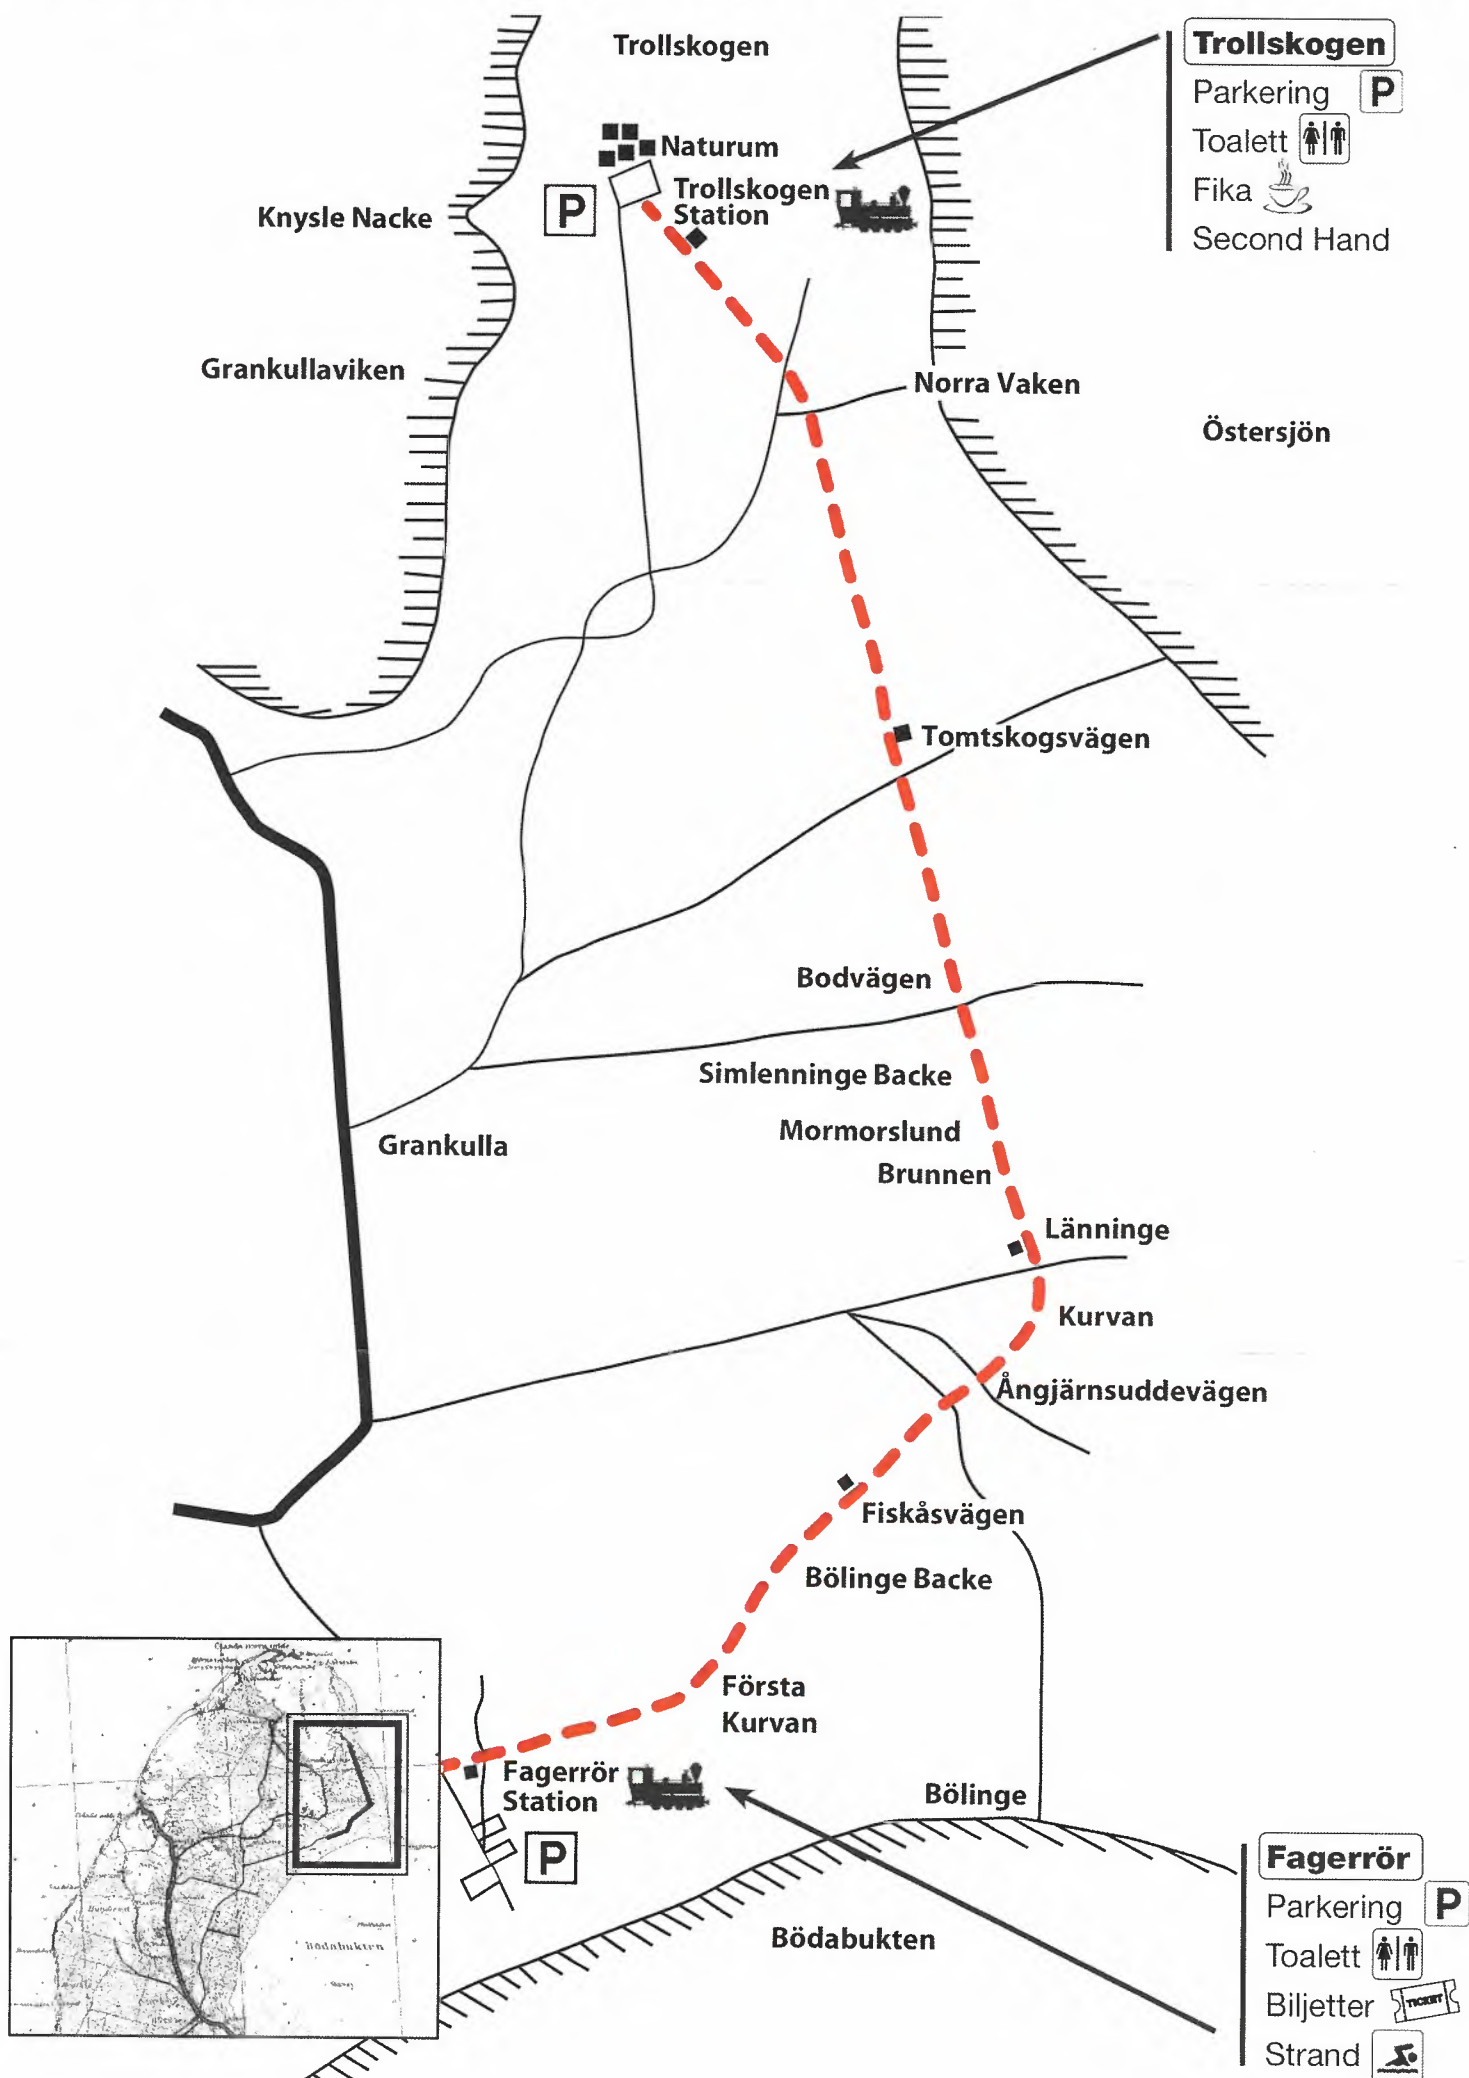 Trollskogen
Trollskogen
Parkering P
Toalett
Fika
Second Hand
Naturum
Trollskogen
Station
P
Knysle Nacke
Grankullaviken
Norra Vaken
Östersjön
Tomtskogsvägen
Bodvägen
Simlenninge Backe
Mormorslund
Grankulla
Brunnen
Länninge
Kurvan
Ångjärnsuddevägen
Fiskåsvägen
Bölinge Backe
Första
Kurvan
Fagerrör
Station
P
Bölinge
Bödabukten
Bödabukten
Fagerrör
Parkering P
Toalett
Biljetter TICKET
Strand